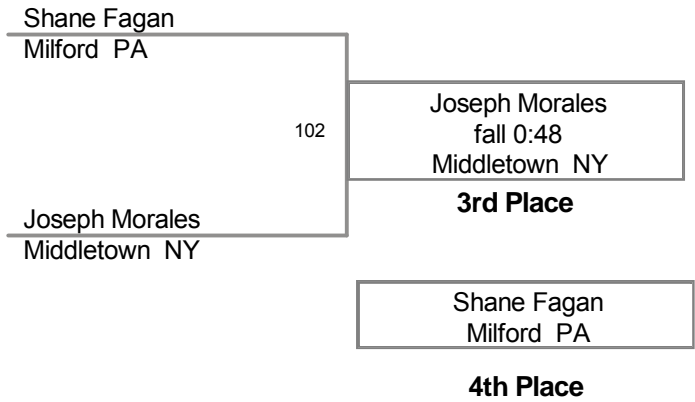 Shane Fagan
Milford PA
102
Joseph Morales
fall 0:48
Middletown NY
3rd Place
Joseph Morales
Middletown NY
Shane Fagan
Milford PA
4th Place